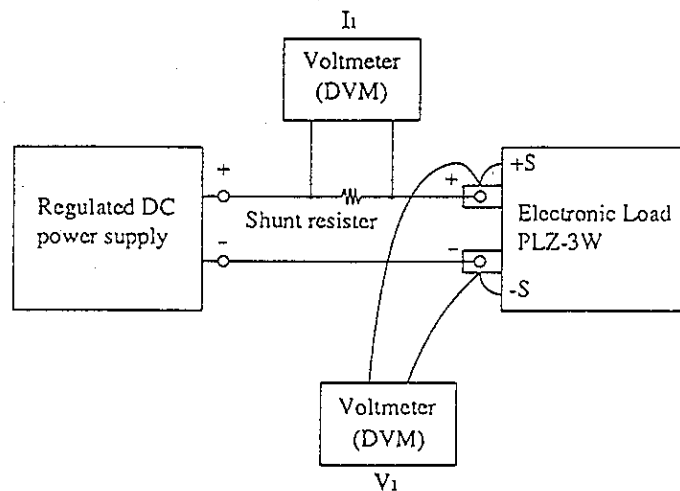 I1
Voltmeter
(DVM)
+
+
+S
Regulated DC
power supply
Shunt resister
Electronic Load
PLZ-3W
-
-
-S
Voltmeter
(DVM)
V1